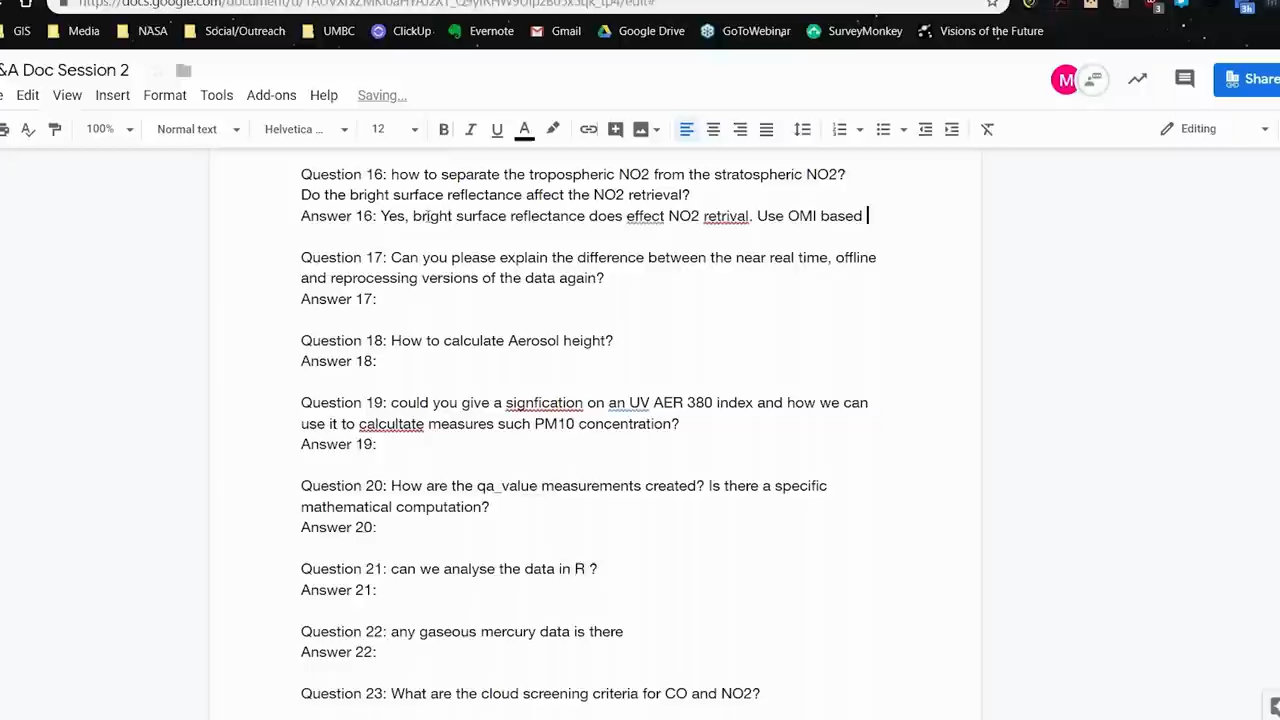 GIS Media NASA Social/Outreach UMBC ClickUp Evernote Gmail Google Drive GoToWebinar SurveyMonkey Visions of the Future
&A Doc Session 2
Edit View Insert Format Tools Add-ons Help Saving...
M Share
100% Normal text Helvetica ... 12 B I U A Editing
Question 16: how to separate the tropospheric NO2 from the stratospheric NO2?
Do the bright surface reflectance affect the NO2 retrieval?
Answer 16: Yes, bright surface reflectance does effect NO2 retrival. Use OMI based
Question 17: Can you please explain the difference between the near real time, offline
and reprocessing versions of the data again?
Answer 17:
Question 18: How to calculate Aerosol height?
Answer 18:
Question 19: could you give a signfication on an UV AER 380 index and how we can
use it to calcultate measures such PM10 concentration?
Answer 19:
Question 20: How are the qa_value measurements created? Is there a specific
mathematical computation?
Answer 20:
Question 21: can we analyse the data in R ?
Answer 21:
Question 22: any gaseous mercury data is there
Answer 22:
Question 23: What are the cloud screening criteria for CO and NO2?